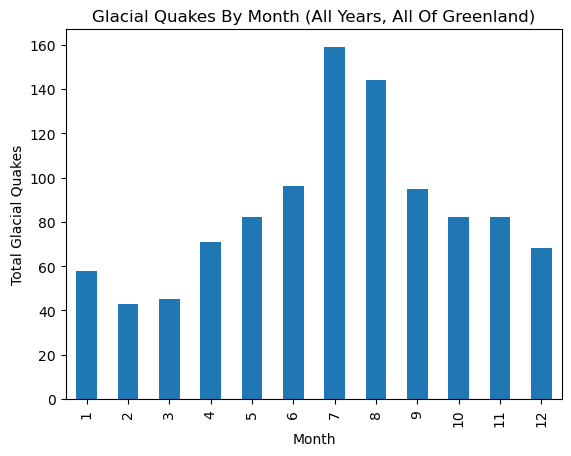 Glacial Quakes By Month (All Years, All Of Greenland)
Total Glacial Quakes
160
140
120
100
80
60
40
20
0
1 2 3 4 5 6 7 8 9 10 11 12
Month